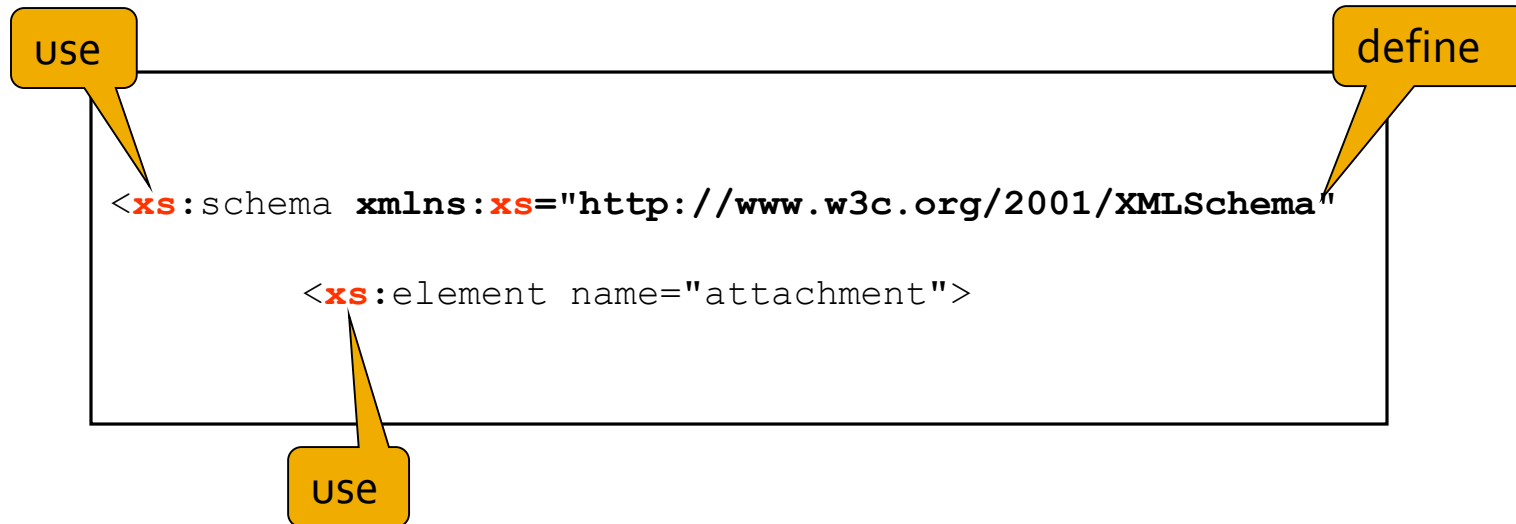 use
define
<xs:schema xmlns:xs="http://www.w3c.org/2001/XMLSchema"
<xs:element name="attachment">
use